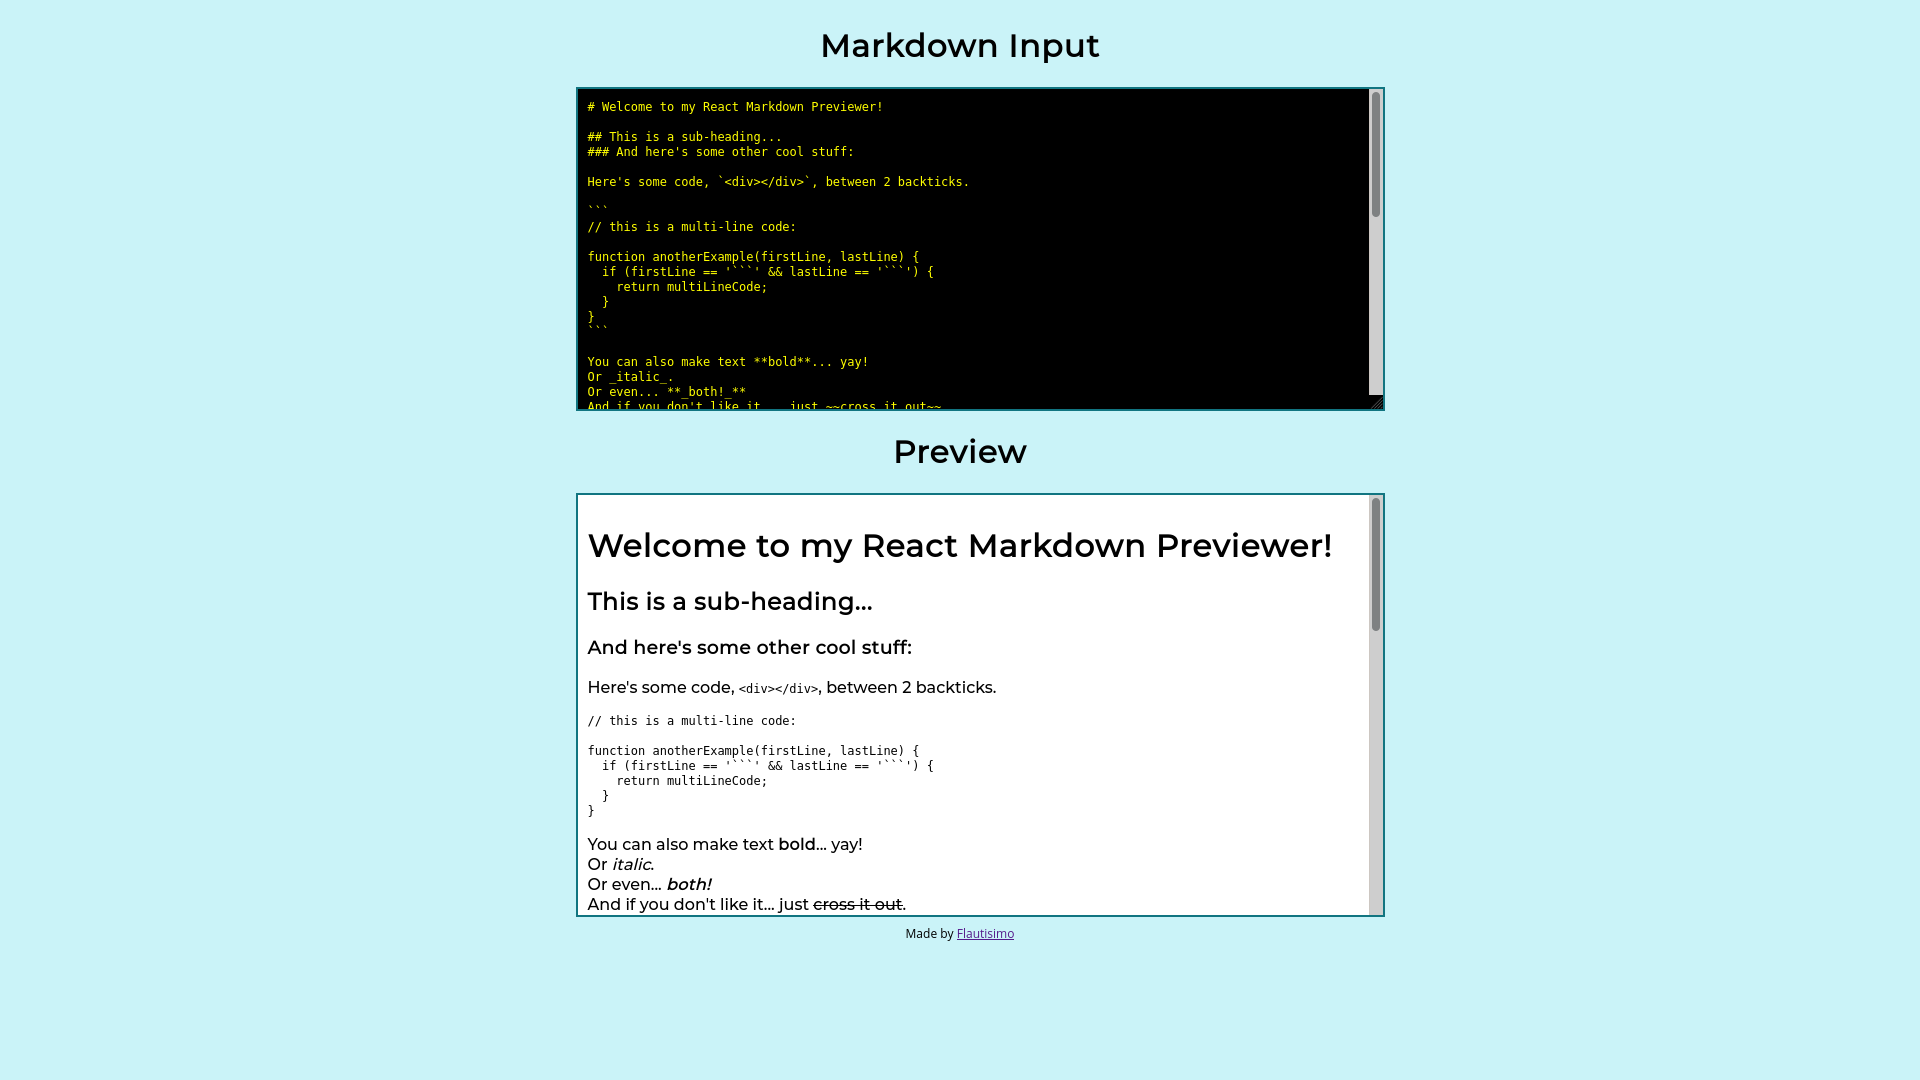 Markdown Input
# Welcome to my React Markdown Previewer!
## This is a sub-heading...
### And here's some other cool stuff:
Here's some code, `<div></div>`, between 2 backticks.
```
// this is a multi-line code:
function anotherExample(firstLine, lastLine) {
  if (firstLine == '```' && lastLine == '```') {
    return multiLineCode;
  }
}
```
You can also make text **bold**... yay!
Or _italic_.
Or even... **_both!_**
And if you don't like it... just ~~cross it out~~.
Preview
Welcome to my React Markdown Previewer!
This is a sub-heading...
And here's some other cool stuff:
Here's some code, <div></div>, between 2 backticks.
// this is a multi-line code:
function anotherExample(firstLine, lastLine) {
  if (firstLine == '```' && lastLine == '```') {
    return multiLineCode;
  }
}
You can also make text bold... yay!
Or italic.
Or even... both!
And if you don't like it... just cross it out.
Made by Flautisimo